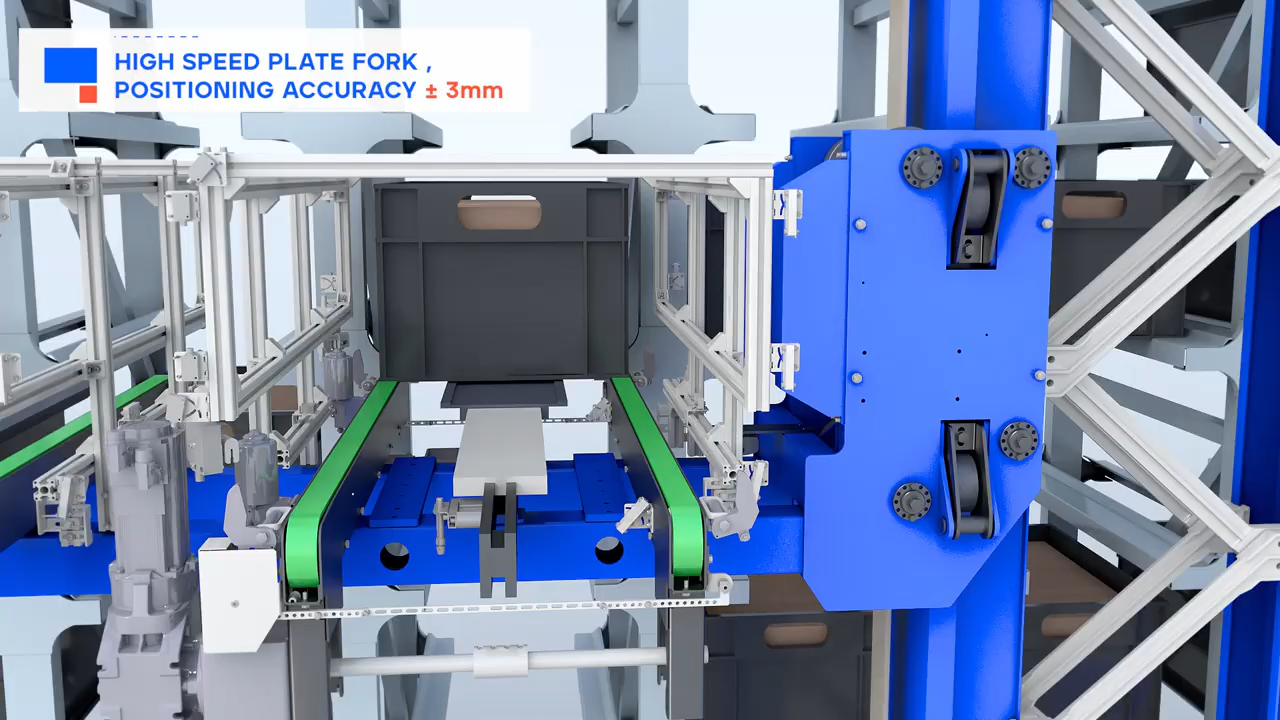 HIGH SPEED PLATE FORK ,
POSITIONING ACCURACY ± 3mm